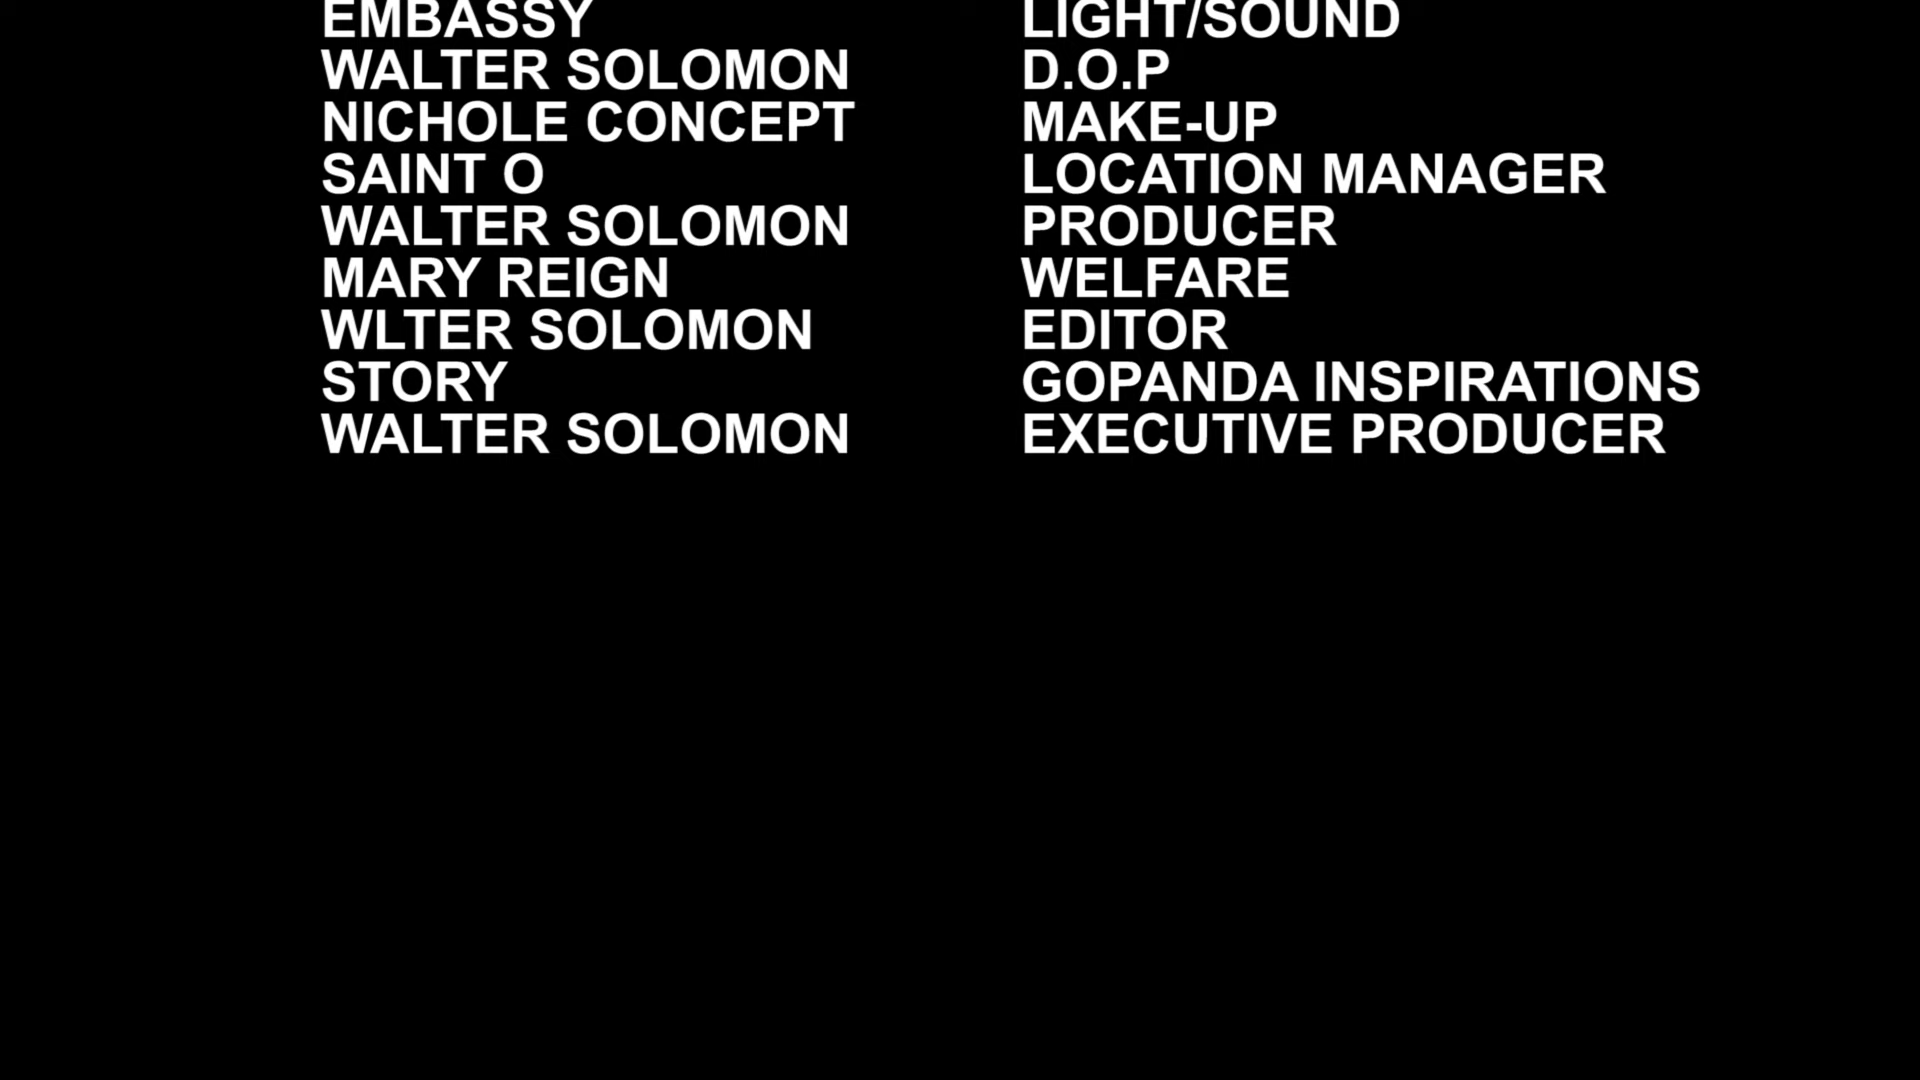 EMBASSY LIGHT/SOUND
WALTER SOLOMON D.O.P
NICHOLE CONCEPT MAKE-UP
SAINT O LOCATION MANAGER
WALTER SOLOMON PRODUCER
MARY REIGN WELFARE
WLTER SOLOMON EDITOR
STORY GOPANDA INSPIRATIONS
WALTER SOLOMON EXECUTIVE PRODUCER